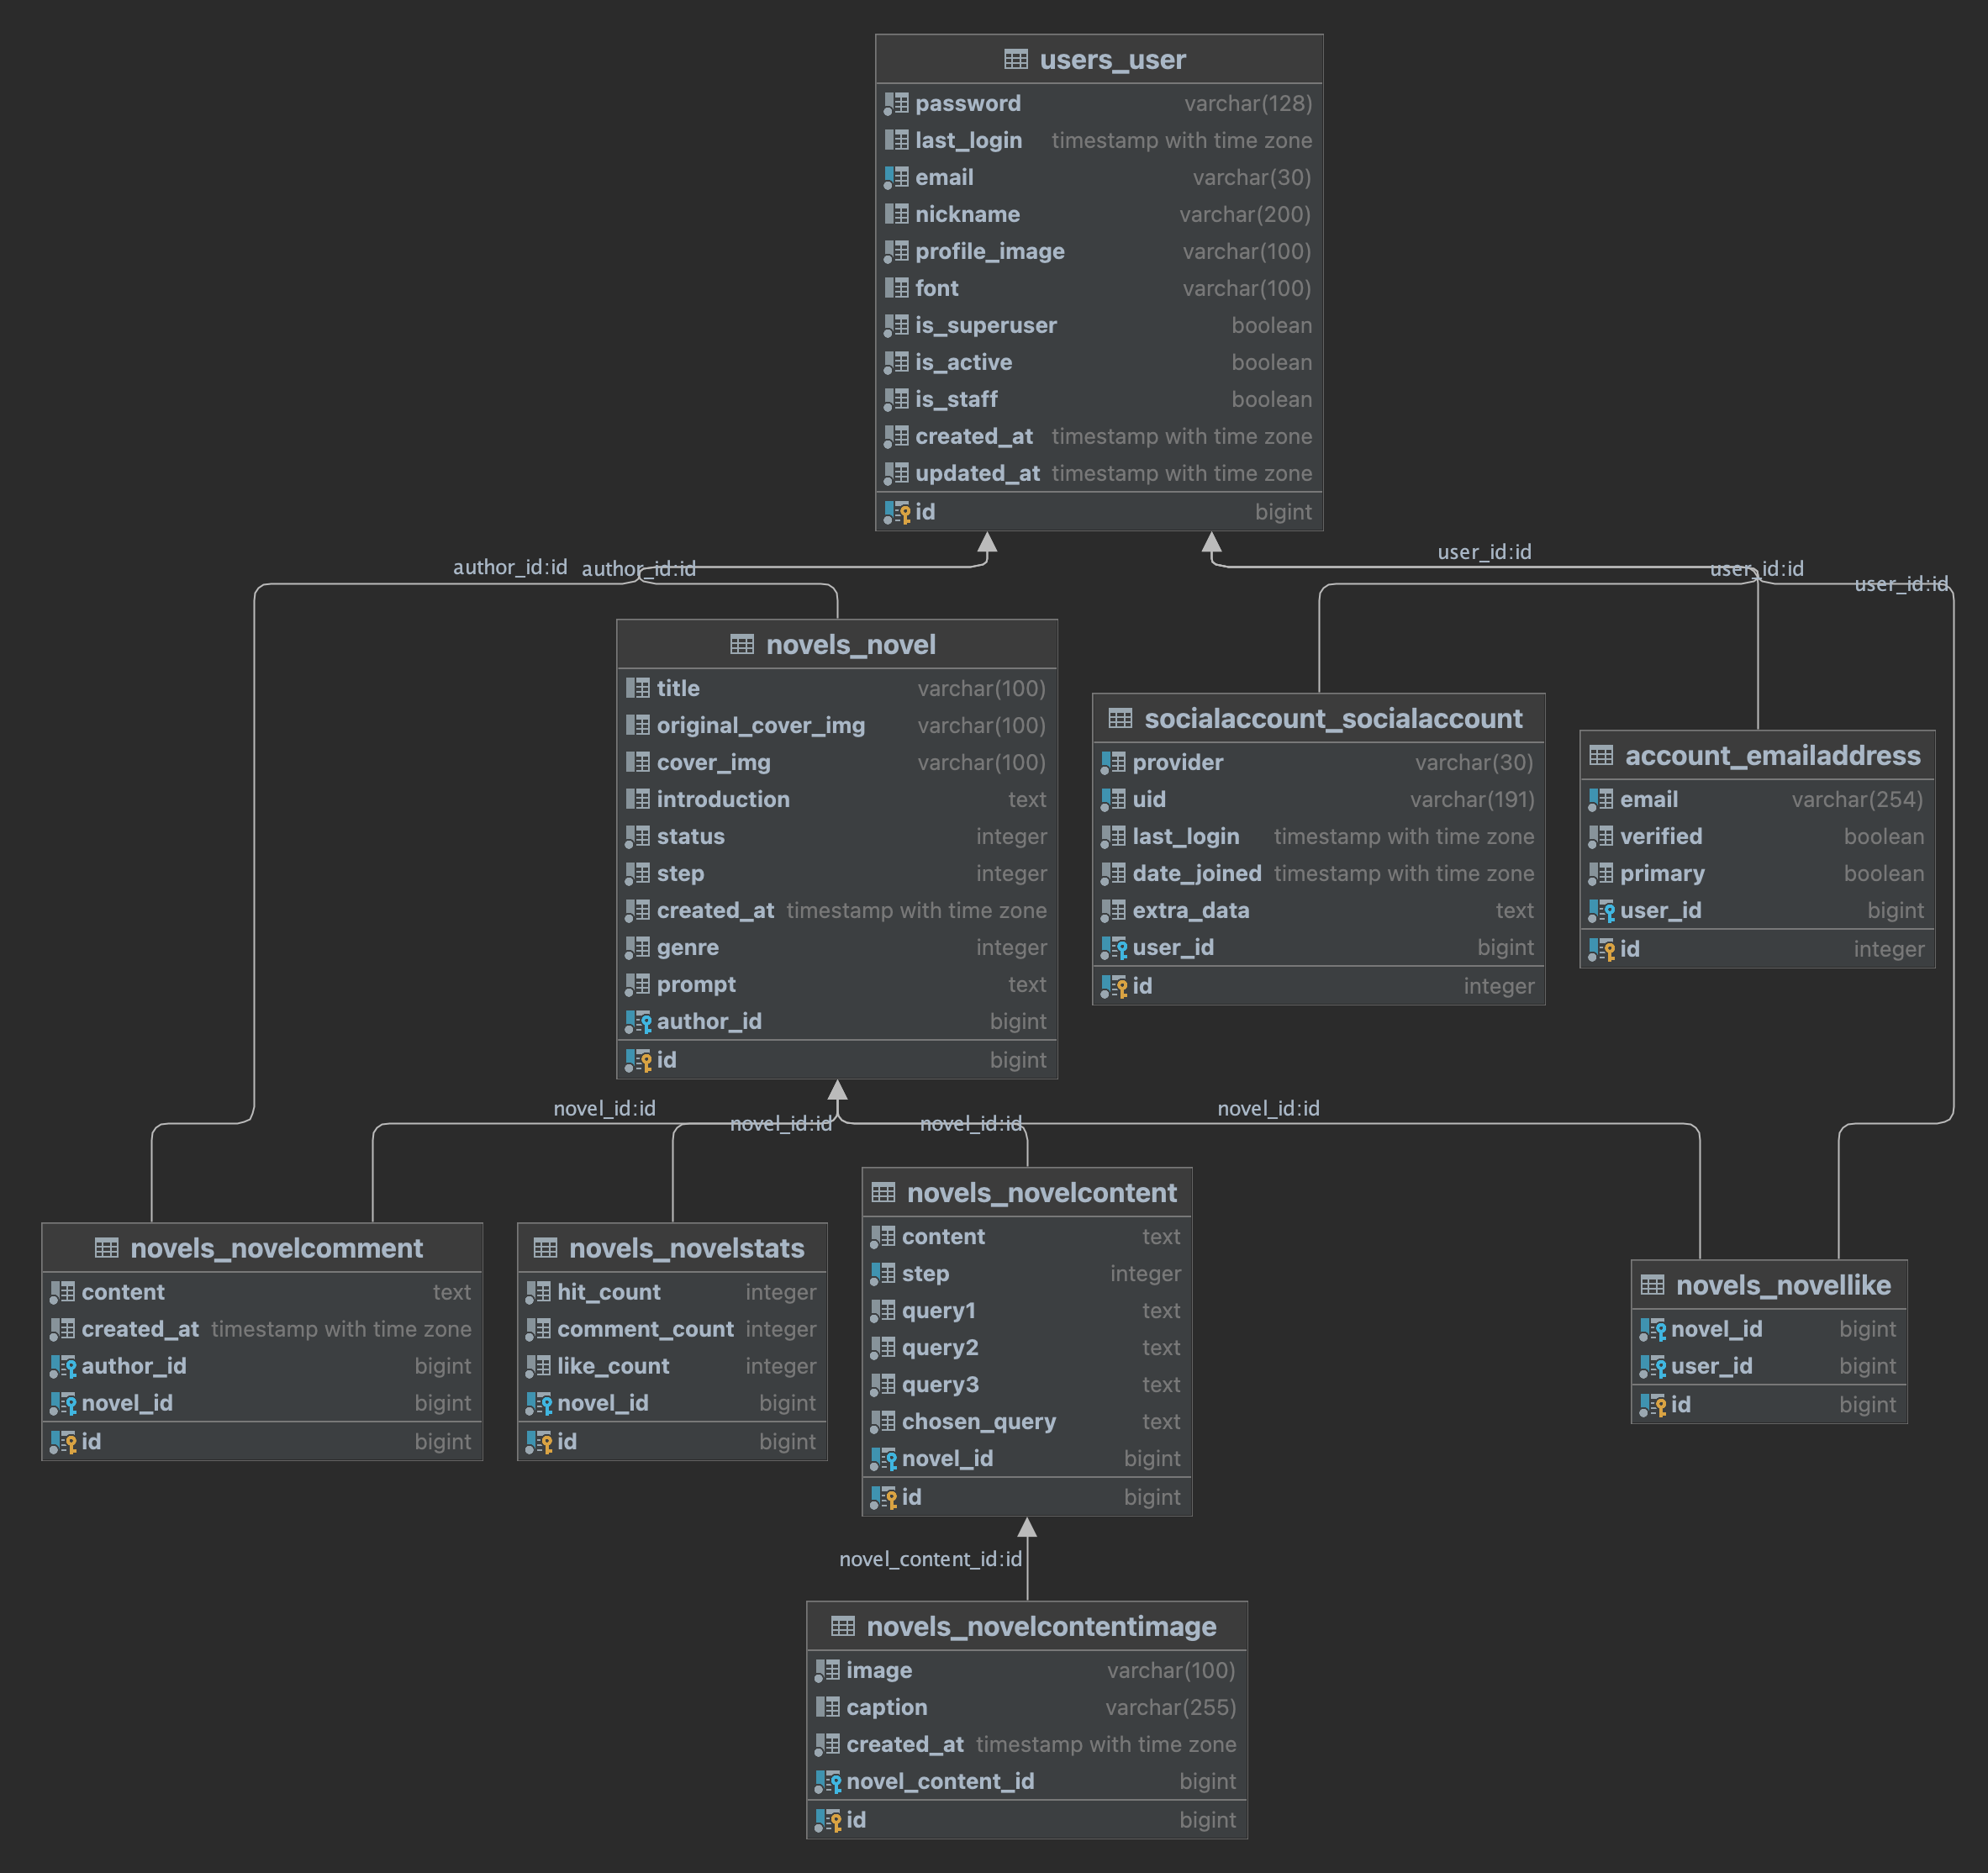 users_user
password varchar(128)
last_login timestamp with time zone
email varchar(30)
nickname varchar(200)
profile_image varchar(100)
font varchar(100)
is_superuser boolean
is_active boolean
is_staff boolean
created_at timestamp with time zone
updated_at timestamp with time zone
id bigint
author_id:id
author_id:id
user_id:id
user_id:id
user_id:id
novels_novel
title varchar(100)
original_cover_img varchar(100)
cover_img varchar(100)
introduction text
status integer
step integer
created_at timestamp with time zone
genre integer
prompt text
author_id bigint
id bigint
socialaccount_socialaccount
provider varchar(30)
uid varchar(191)
last_login timestamp with time zone
date_joined timestamp with time zone
extra_data text
user_id bigint
id integer
account_emailaddress
email varchar(254)
verified boolean
primary boolean
user_id bigint
id integer
novel_id:id
novel_id:id
novel_id:id
novel_id:id
novels_novelcomment
content text
created_at timestamp with time zone
author_id bigint
novel_id bigint
id bigint
novels_novelstats
hit_count integer
comment_count integer
like_count integer
novel_id bigint
id bigint
novels_novelcontent
content text
step integer
query1 text
query2 text
query3 text
chosen_query text
novel_id bigint
id bigint
novels_novellike
novel_id bigint
user_id bigint
id bigint
novel_content_id:id
novels_novelcontentimage
image varchar(100)
caption varchar(255)
created_at timestamp with time zone
novel_content_id bigint
id bigint